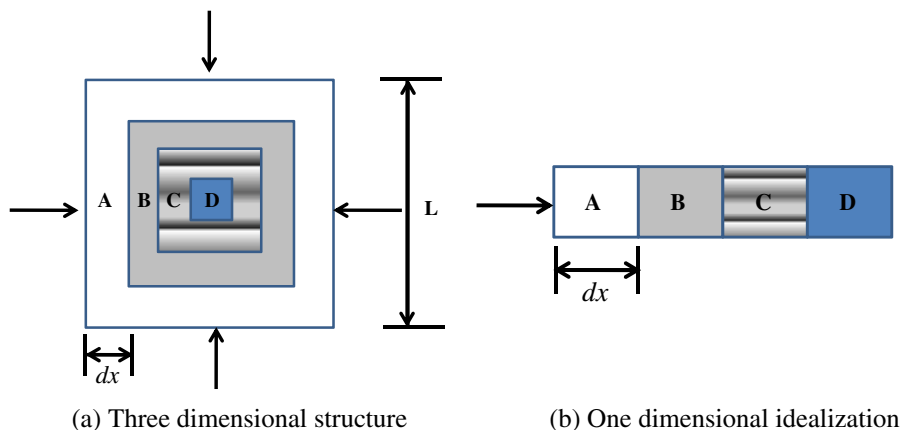 A B C D
L
dx
(a) Three dimensional structure
A B C D
dx
(b) One dimensional idealization